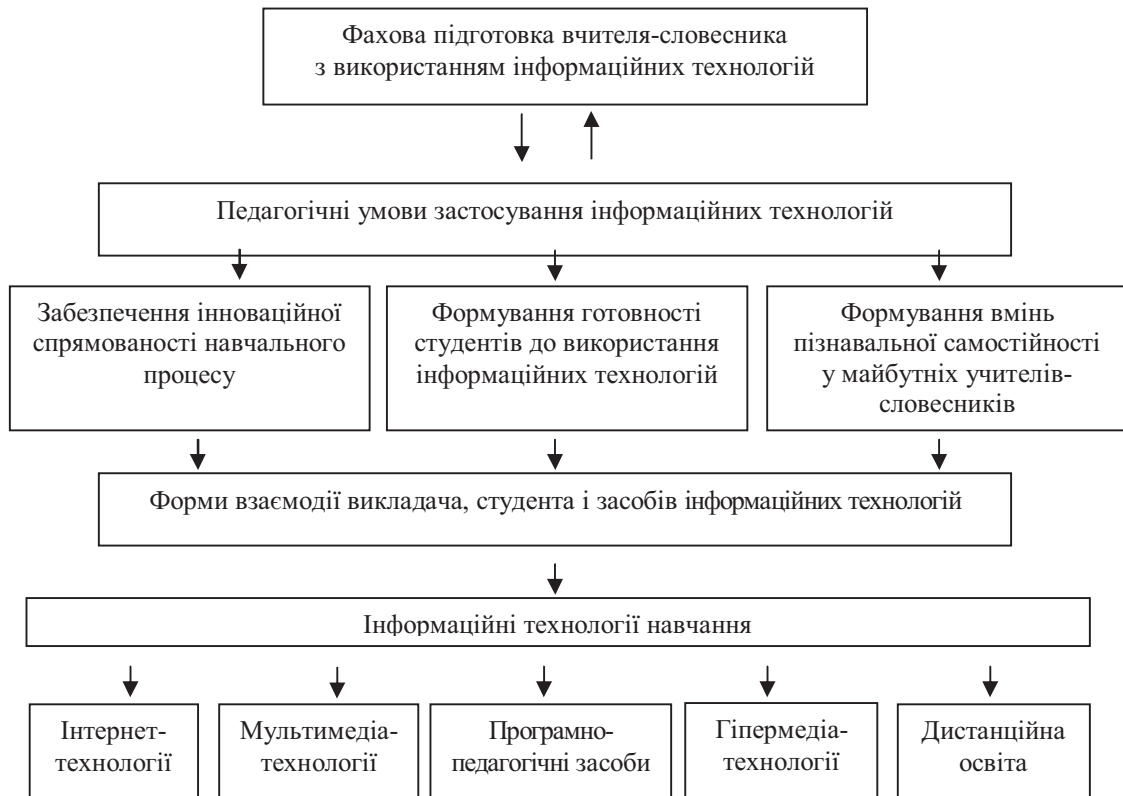 Фахова підготовка вчителя-словесника
з використанням інформаційних технологій
Педагогічні умови застосування інформаційних технологій
Забезпечення інноваційної
спрямованості навчального
процесу
Формування готовності
студентів до використання
інформаційних технологій
Формування вмінь
пізнавальної самостійності
у майбутніх учителів-
словесників
Форми взаємодії викладача, студента і засобів інформаційних технологій
Інформаційні технології навчання
Інтернет-
технології
Мультимедіа-
технології
Програмно-
педагогічні засоби
Гіпермедіа-
технології
Дистанційна
освіта